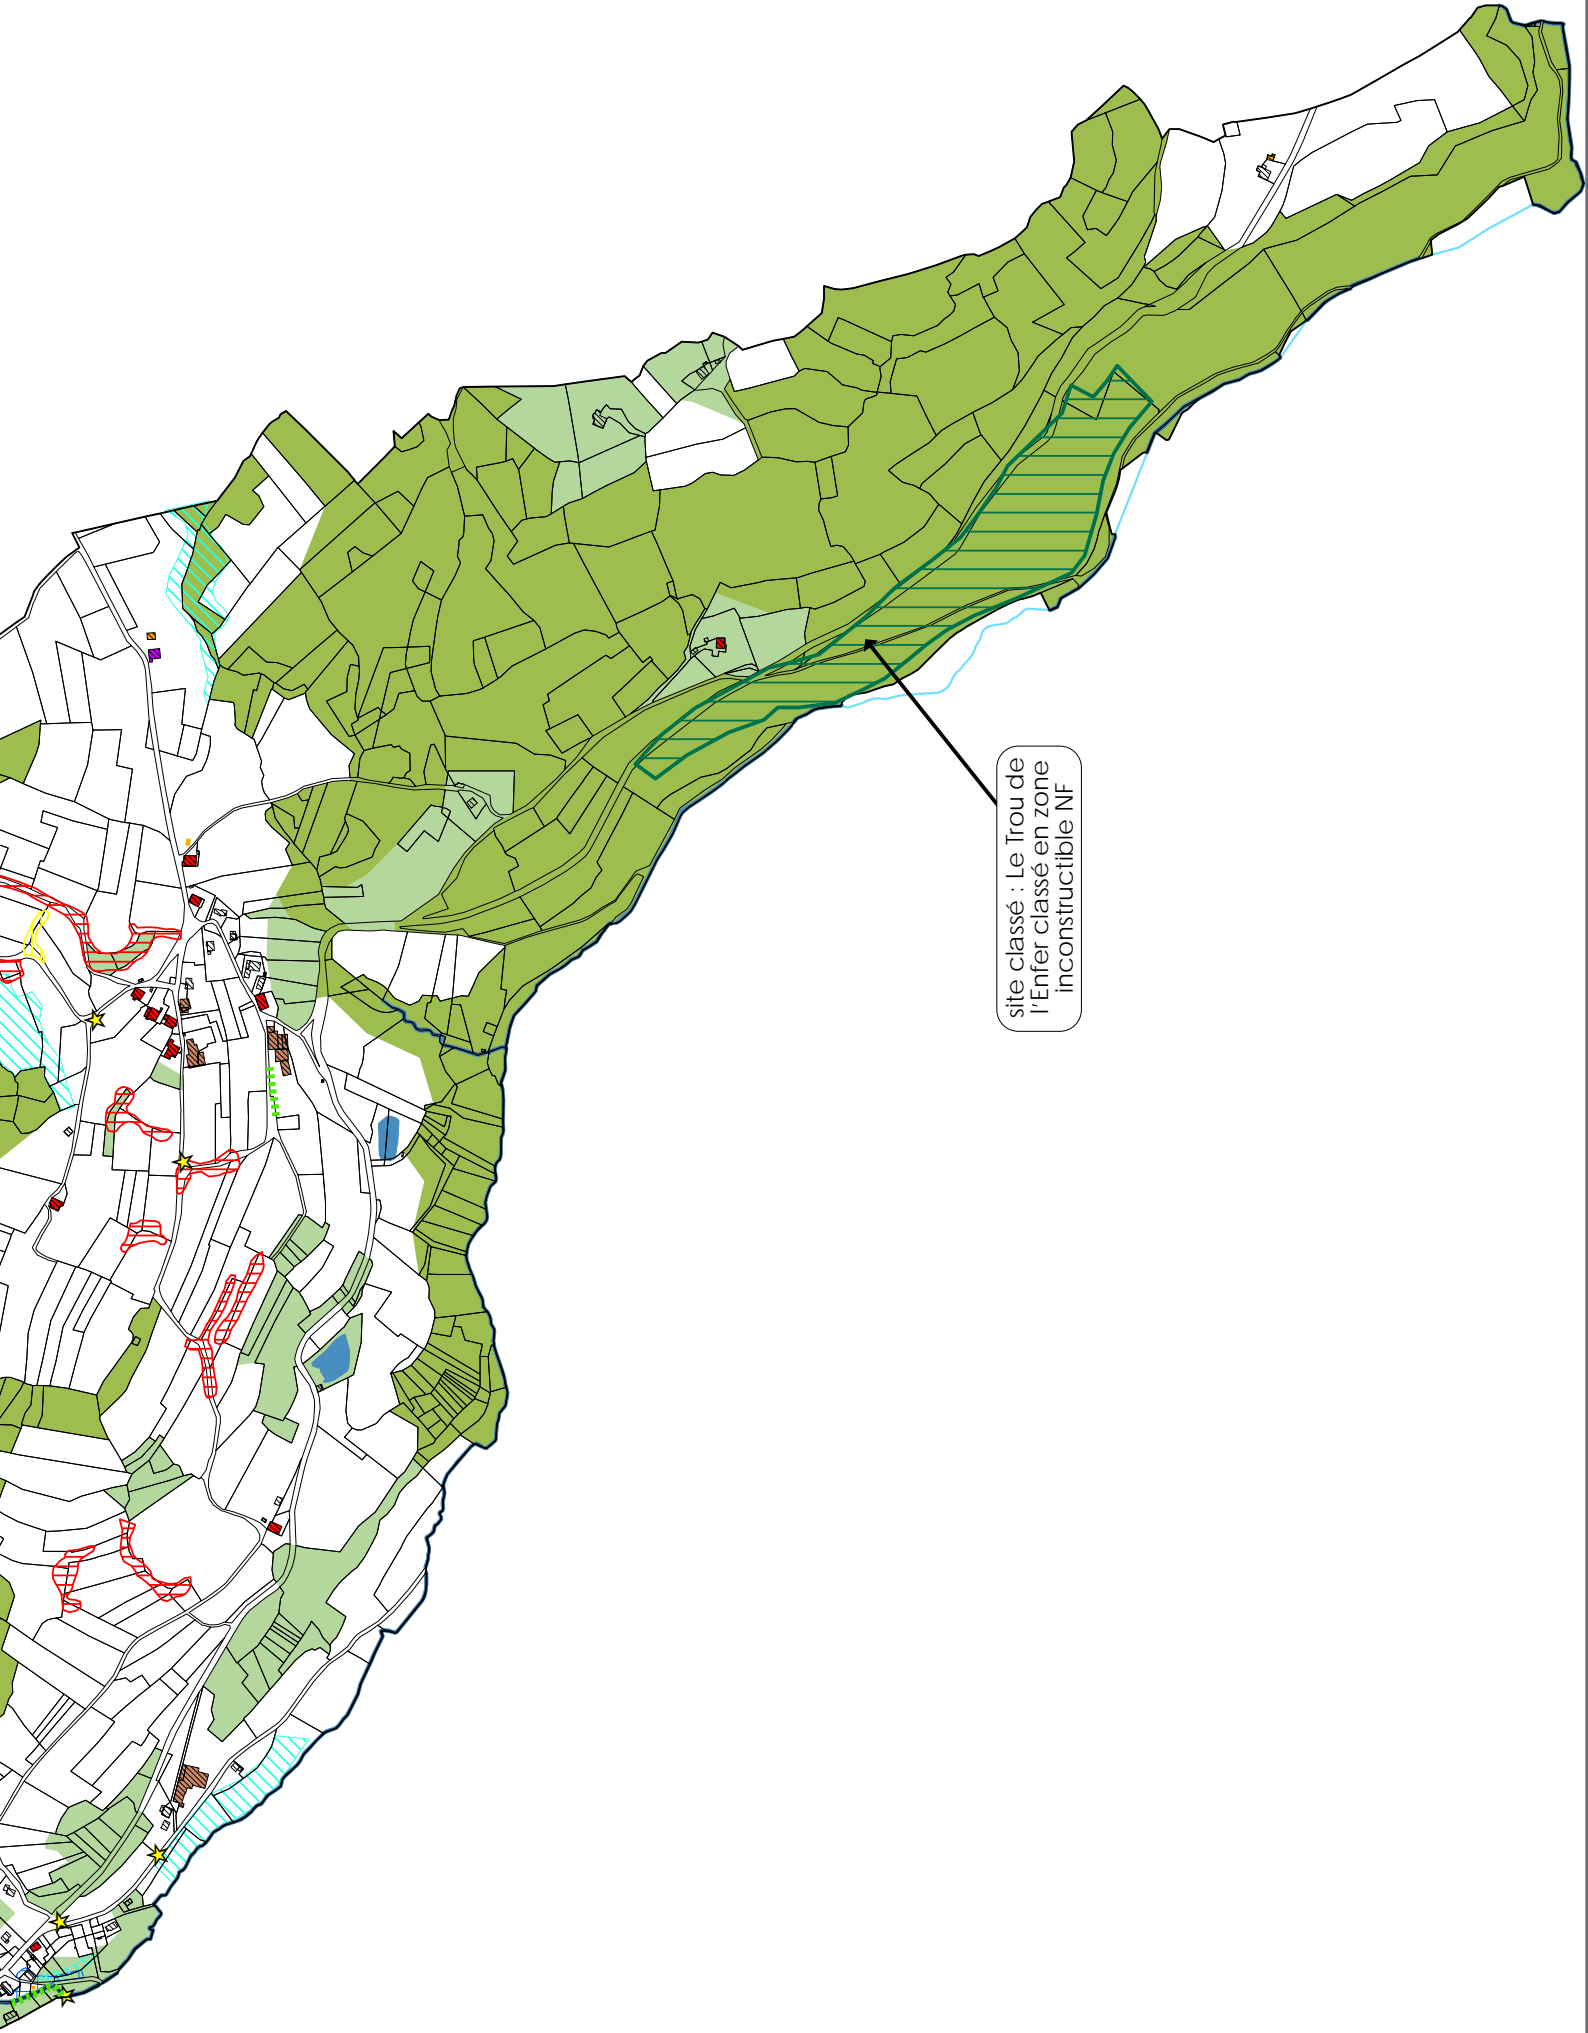 site classé : Le Trou de
l'Enfer classé en zone
inconstructible NF